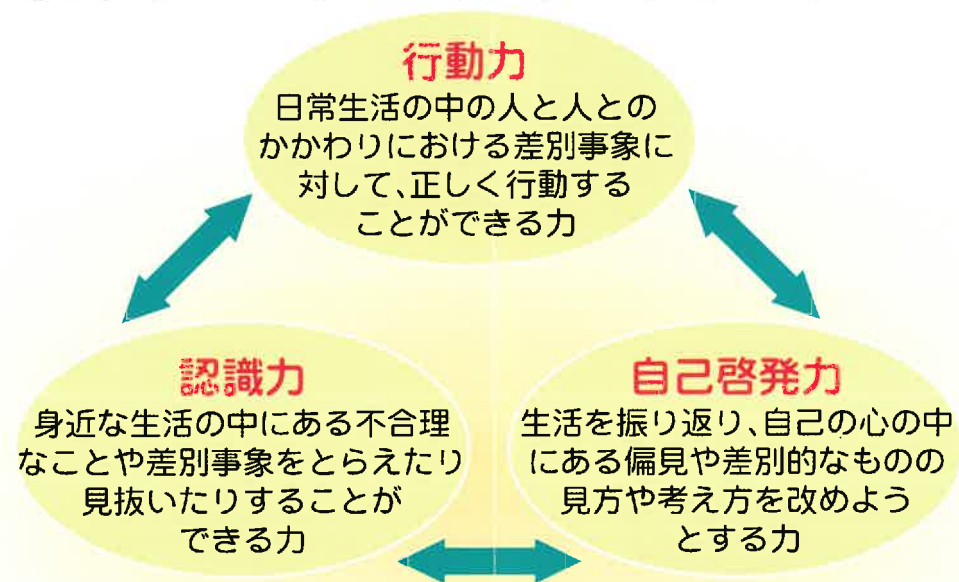 行動力
日常生活の中の人と人との
かかわりにおける差別事象に
対して、正しく行動する
ことができる力
認識力
身近な生活の中にある不合理
なことや差別事象をとらえたり
見抜いたりすることが
できる力
自己啓発力
生活を振り返り、自己の心の中
にある偏見や差別的なものの
見方や考え方を改めよう
とする力